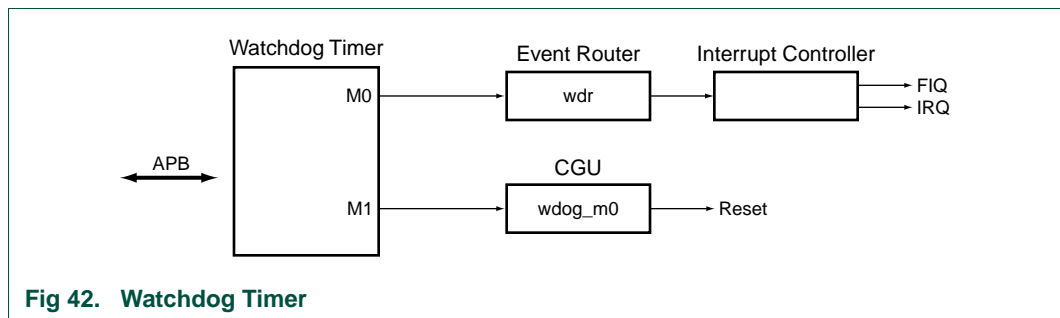 Watchdog Timer
Event Router
Interrupt Controller
M0
wdr
FIQ
IRQ
APB
CGU
M1
wdog_m0
Reset
Fig 42. Watchdog Timer